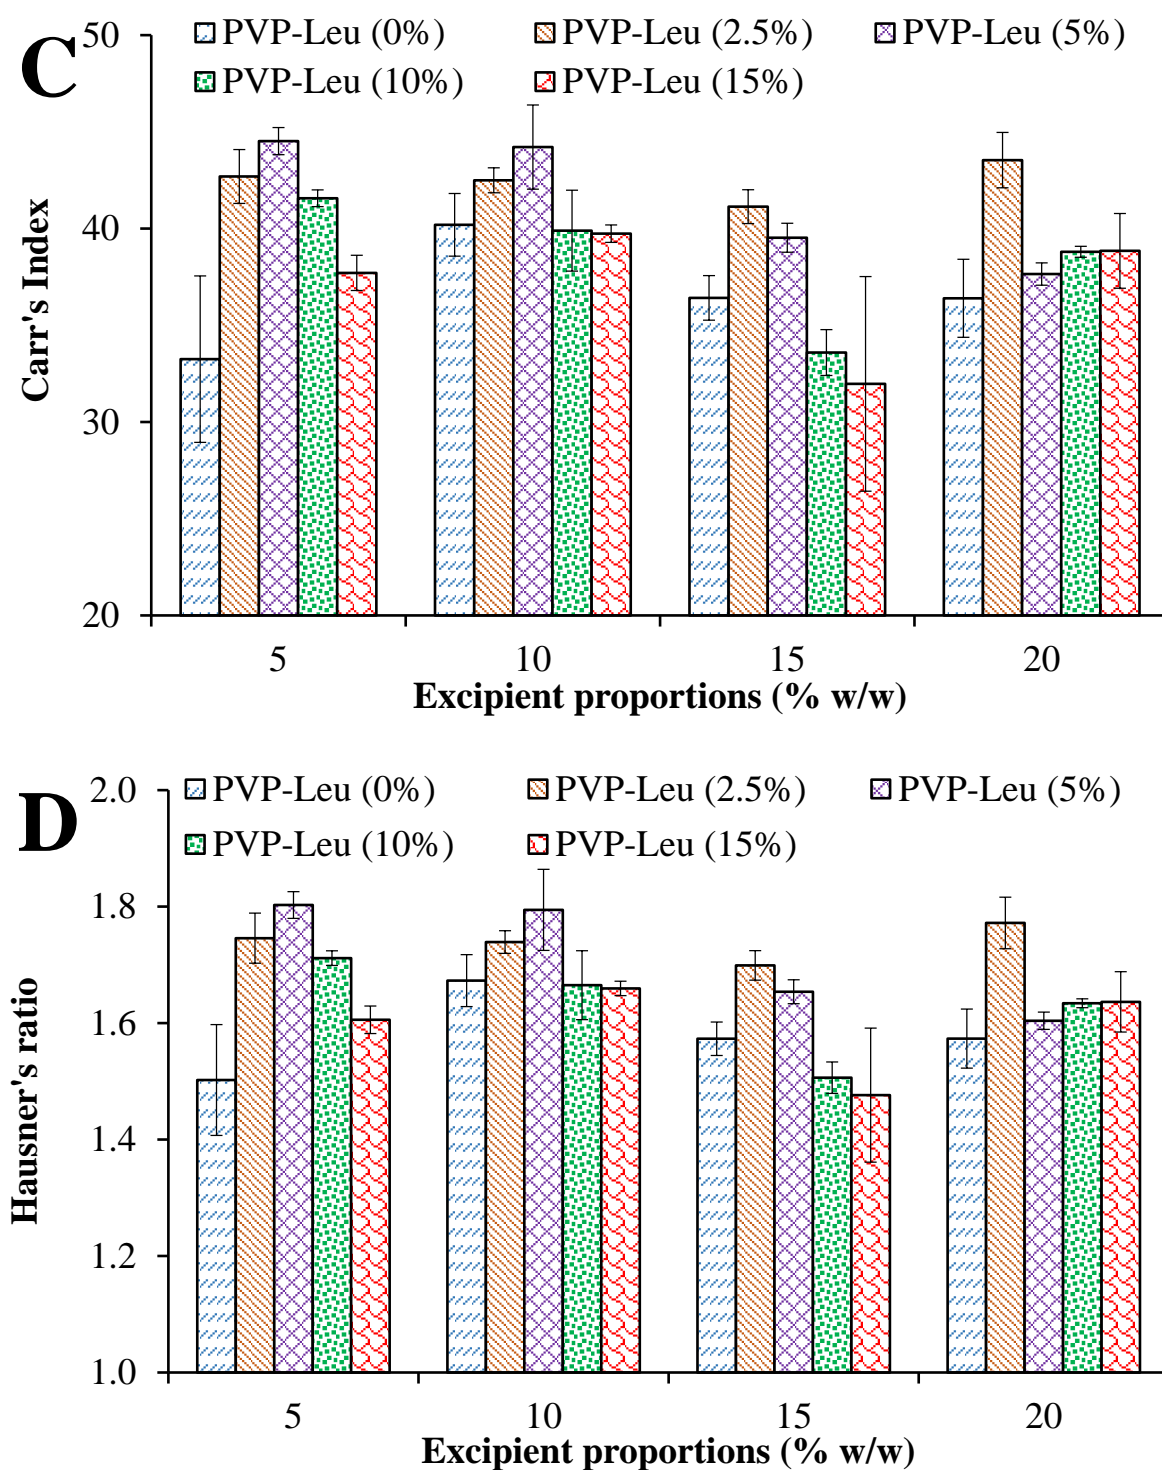 C
50
PVP-Leu (0%) PVP-Leu (2.5%) PVP-Leu (5%)
PVP-Leu (10%) PVP-Leu (15%)
40
30
20
Carr's Index
5 10 15 20
Excipient proportions (% w/w)
D
2.0
PVP-Leu (0%) PVP-Leu (2.5%) PVP-Leu (5%)
PVP-Leu (10%) PVP-Leu (15%)
1.8
1.6
1.4
1.2
1.0
Hausner's ratio
5 10 15 20
Excipient proportions (% w/w)